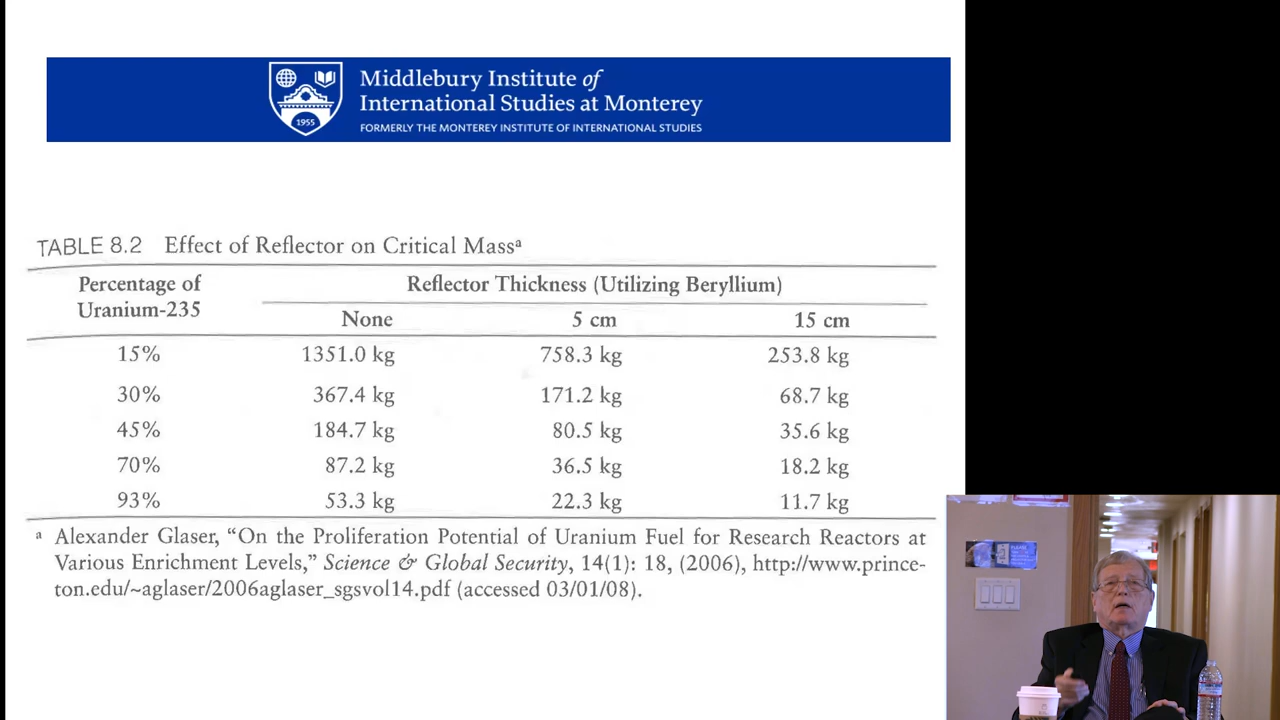 1955
Middlebury Institute of
International Studies at Monterey
FORMERLY THE MONTEREY INSTITUTE OF INTERNATIONAL STUDIES
TABLE 8.2 Effect of Reflector on Critical Massᵃ
Percentage of Uranium-235 Reflector Thickness (Utilizing Beryllium)
None 5 cm 15 cm
15% 1351.0 kg 758.3 kg 253.8 kg
30% 367.4 kg 171.2 kg 68.7 kg
45% 184.7 kg 80.5 kg 35.6 kg
70% 87.2 kg 36.5 kg 18.2 kg
93% 53.3 kg 22.3 kg 11.7 kg
ᵃ Alexander Glaser, “On the Proliferation Potential of Uranium Fuel for Research Reactors at
Various Enrichment Levels,” Science & Global Security, 14(1): 18, (2006), http://www.prince-
ton.edu/~aglaser/2006aglaser_sgsvol14.pdf (accessed 03/01/08).